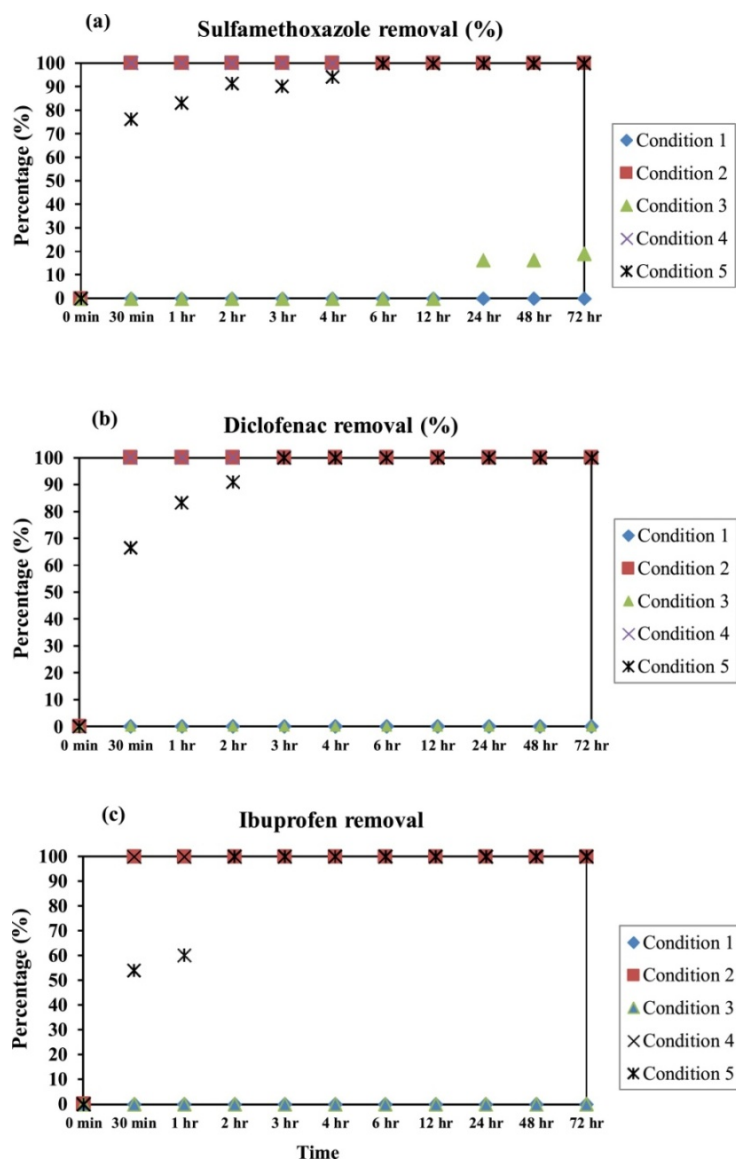 (a)
Sulfamethoxazole removal (%)
Percentage (%)
100
90
80
70
60
50
40
30
20
10
0
0 min 30 min 1 hr 2 hr 3 hr 4 hr 6 hr 12 hr 24 hr 48 hr 72 hr
Condition 1
Condition 2
Condition 3
Condition 4
Condition 5
(b)
Diclofenac removal (%)
Percentage (%)
100
90
80
70
60
50
40
30
20
10
0
0 min 30 min 1 hr 2 hr 3 hr 4 hr 6 hr 12 hr 24 hr 48 hr 72 hr
Condition 1
Condition 2
Condition 3
Condition 4
Condition 5
(c)
Ibuprofen removal
Percentage (%)
100
90
80
70
60
50
40
30
20
10
0
0 min 30 min 1 hr 2 hr 3 hr 4 hr 6 hr 12 hr 24 hr 48 hr 72 hr
Time
Condition 1
Condition 2
Condition 3
Condition 4
Condition 5